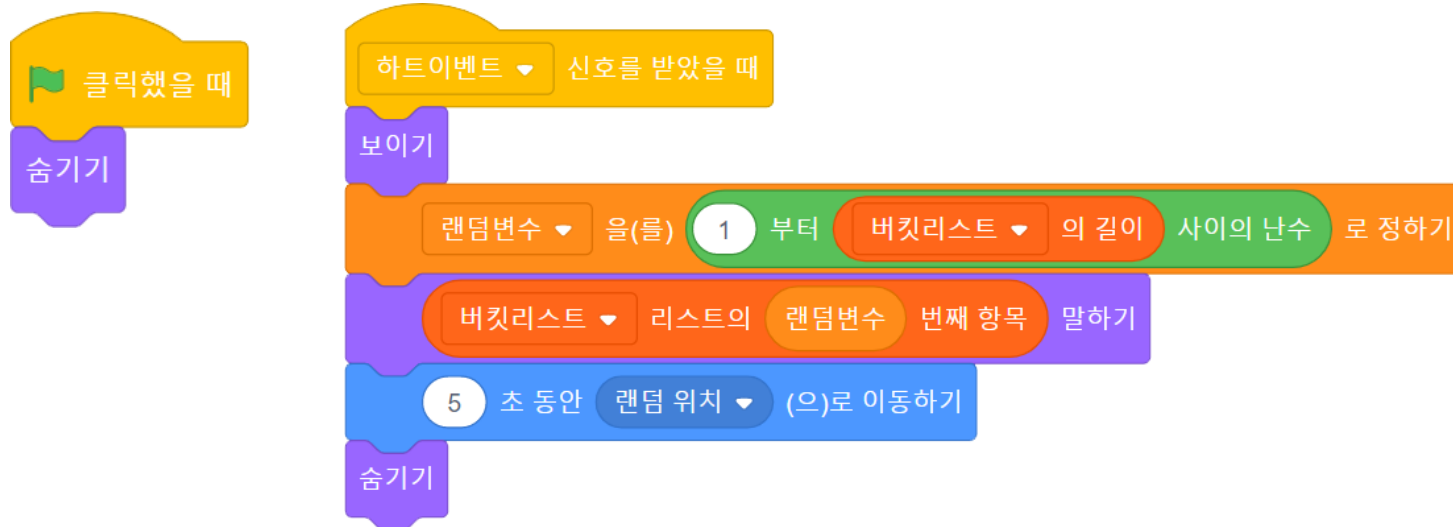 클릭했을 때
숨기기
하트이벤트 신호를 받았을 때
보이기
랜덤변수 을(를) 1 부터 버킷리스트 의 길이 사이의 난수 로 정하기
버킷리스트 리스트의 랜덤변수 번째 항목 말하기
5 초 동안 랜덤 위치 (으)로 이동하기
숨기기